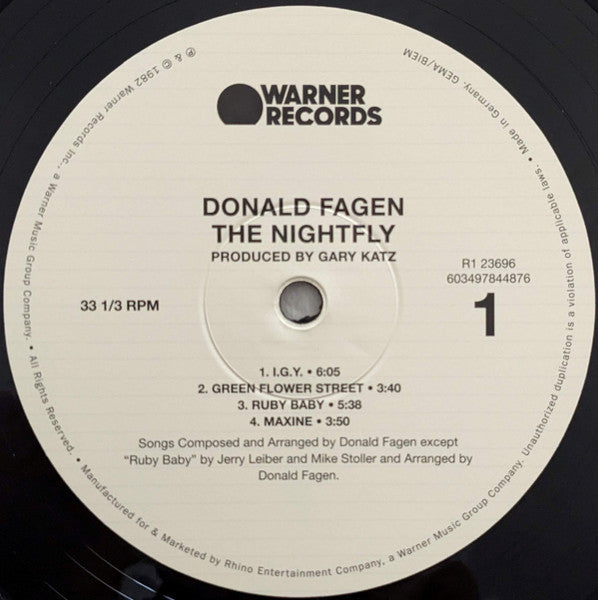 WARNER
RECORDS
DONALD FAGEN
THE NIGHTFLY
PRODUCED BY GARY KATZ
R1 23696
603497844876
33 1/3 RPM
1
1. I.G.Y. • 6:05
2. GREEN FLOWER STREET • 3:40
3. RUBY BABY • 5:38
4. MAXINE • 3:50
Songs Composed and Arranged by Donald Fagen except
“Ruby Baby” by Jerry Leiber and Mike Stoller and Arranged by
Donald Fagen.
℗ & © 1982 Warner Records Inc., a Warner Music Group Company. • All Rights Reserved. • Manufactured for & Marketed by Rhino Entertainment Company, a Warner Music Group Company. Unauthorized duplication is a violation of applicable laws. • Made in Germany. GEMA/BIEM